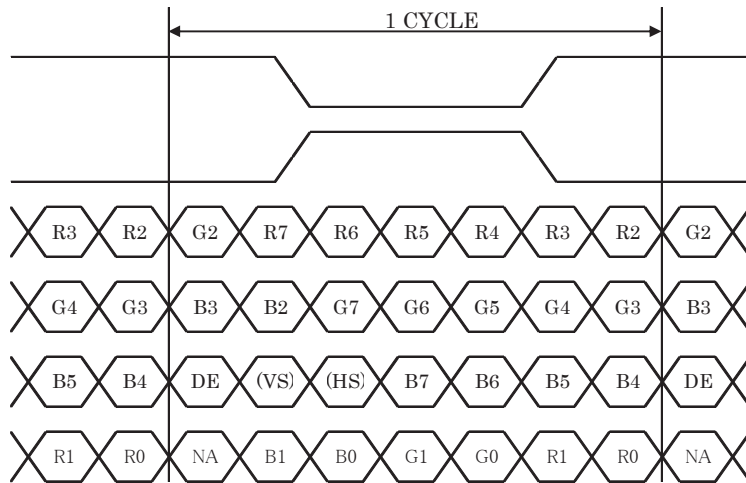 1 CYCLE
R3 R2 G2 R7 R6 R5 R4 R3 R2 G2
G4 G3 B3 B2 G7 G6 G5 G4 G3 B3
B5 B4 DE (VS) (HS) B7 B6 B5 B4 DE
R1 R0 NA B1 B0 G1 G0 R1 R0 NA